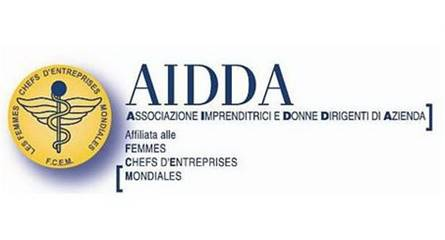 LES FEMMES CHEFS D'ENTREPRISES MONDIALES
F.C.E.M.
AIDDA
ASSOCIAZIONE IMPRENDITRICI E DONNE DIRIGENTI DI AZIENDA]
Affiliata alle
FEMMES
CHEFS D'ENTREPRISES
[MONDIALES